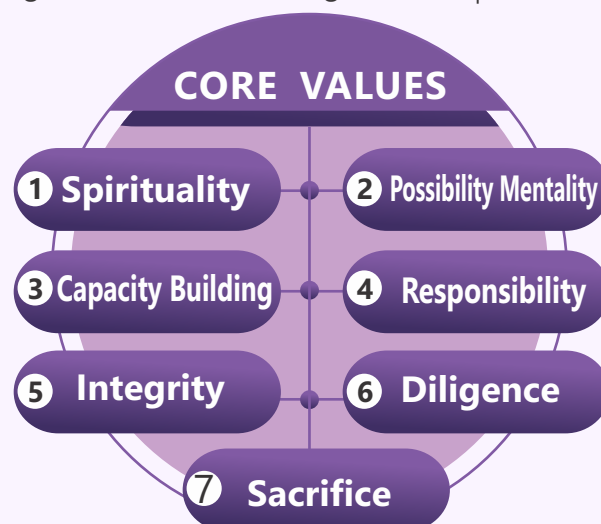 CORE VALUES
1 Spirituality
2 Possibility Mentality
3 Capacity Building
4 Responsibility
5 Integrity
6 Diligence
7 Sacrifice